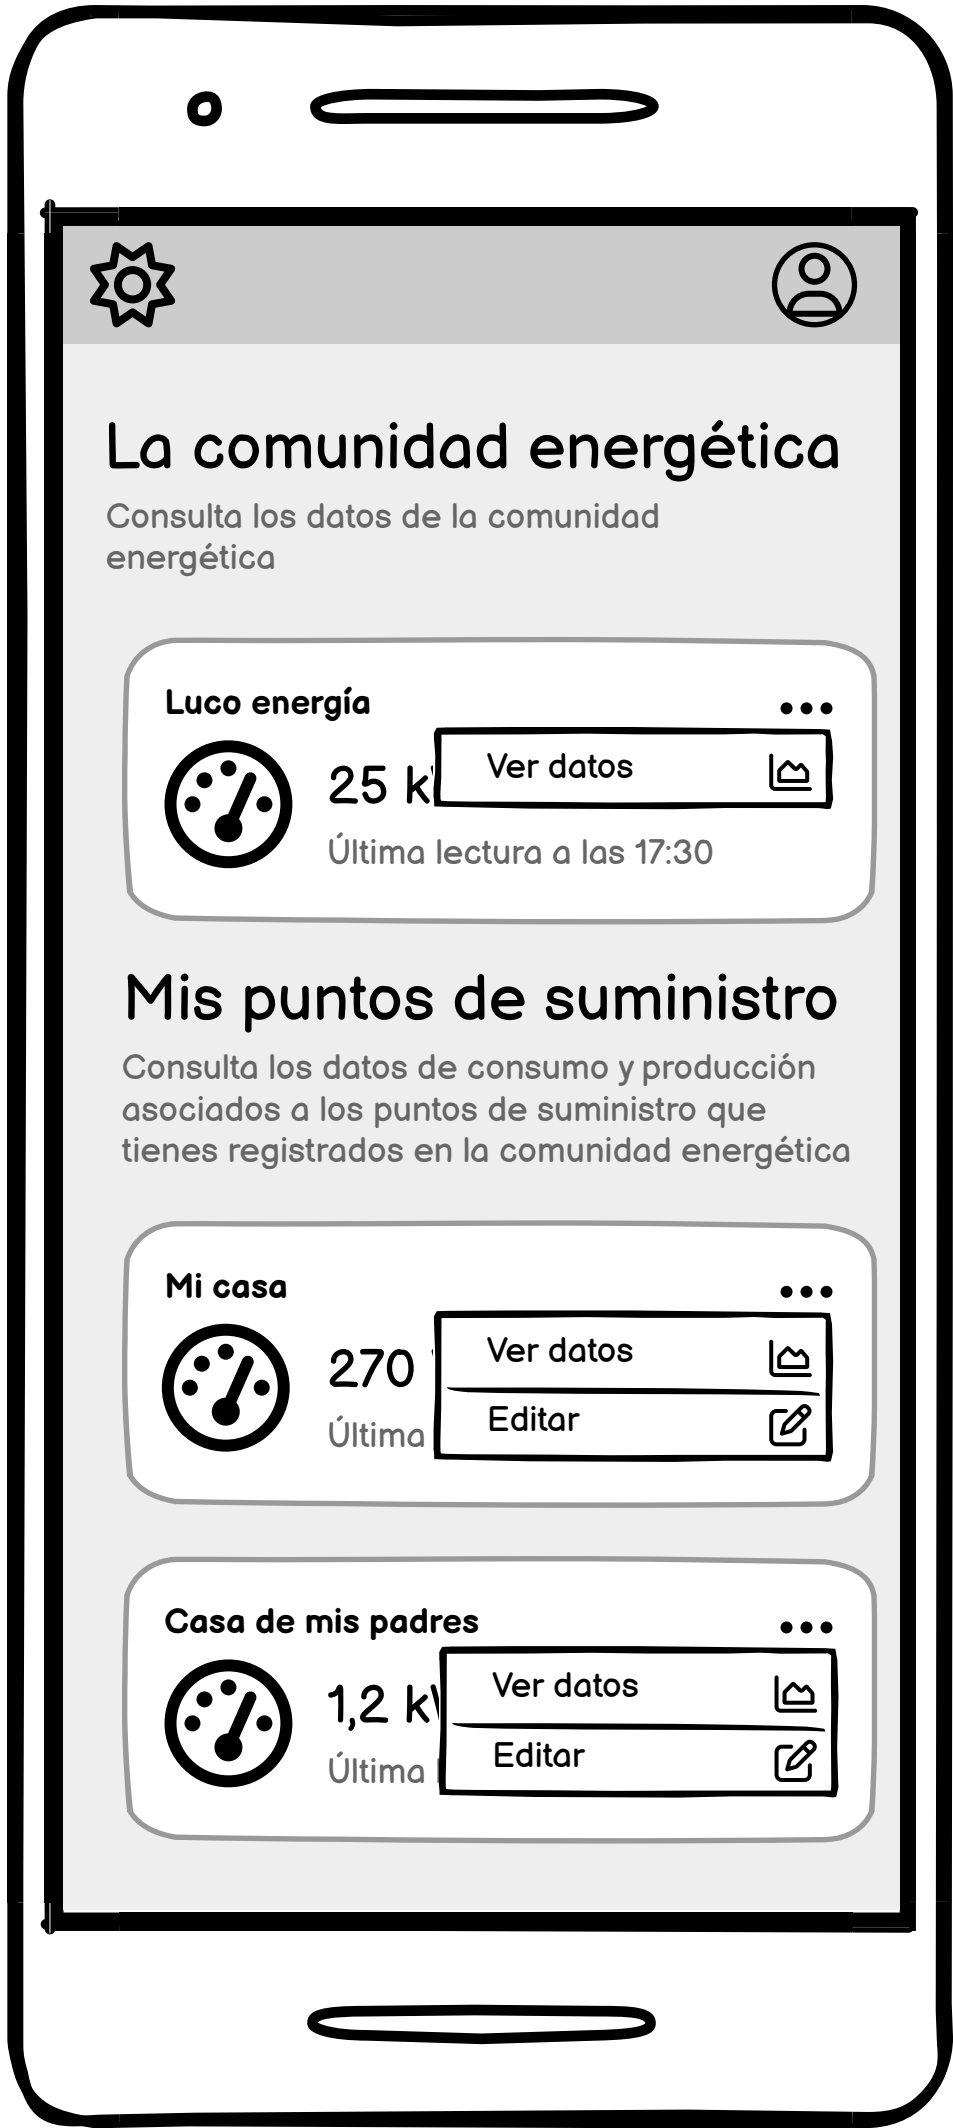 La comunidad energética
Consulta los datos de la comunidad
energética
Luco energía
25
Ver datos
Última lectura a las 17:30
Mis puntos de suministro
Consulta los datos de consumo y producción
asociados a los puntos de suministro que
tienes registrados en la comunidad energética
Mi casa
270
Ver datos
Última
Editar
Casa de mis padres
1,2
Ver datos
Última
Editar